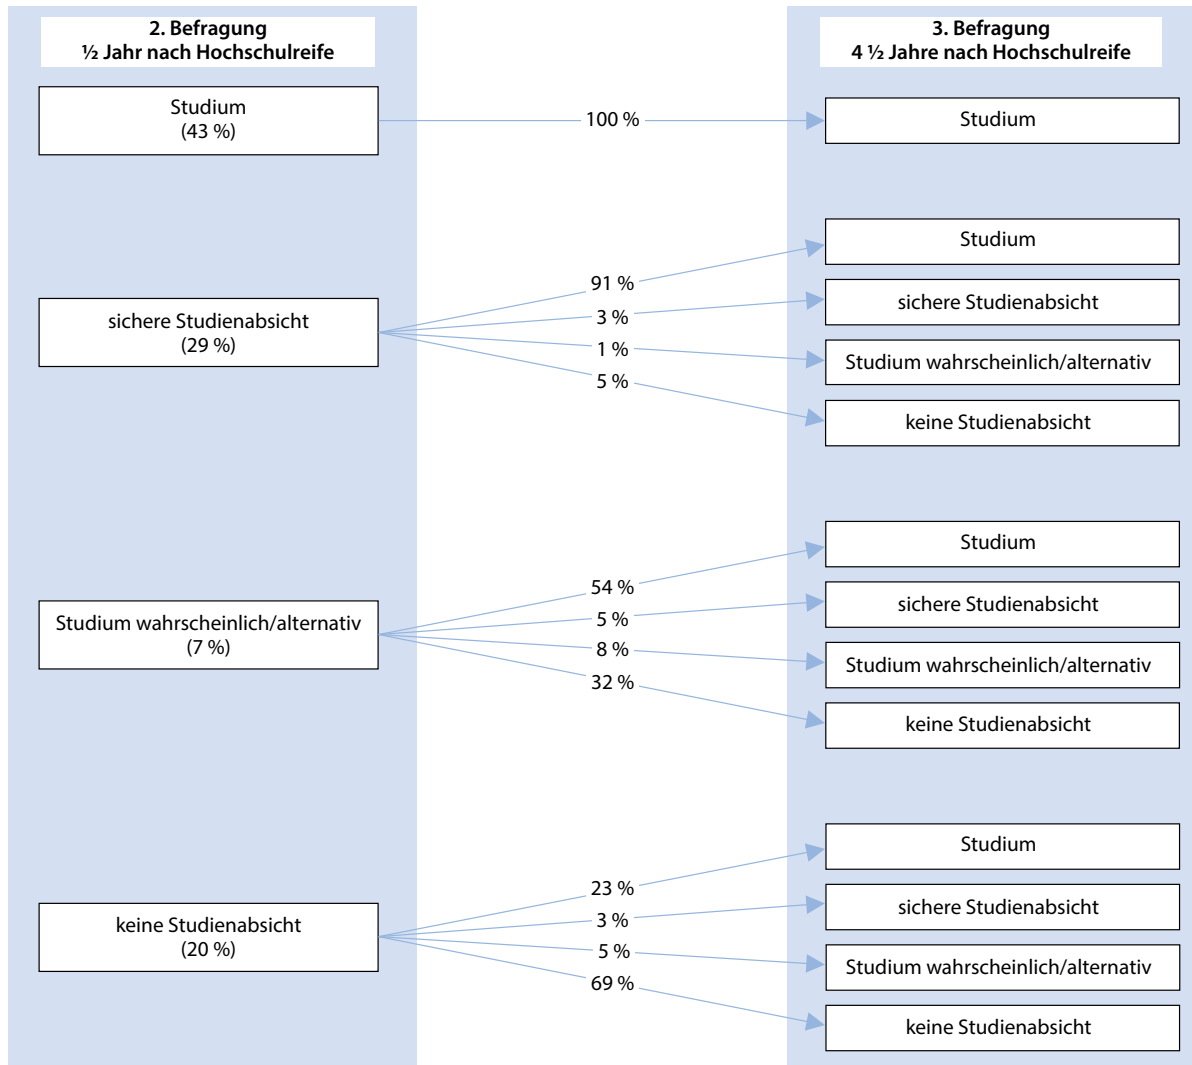 2. Befragung
½ Jahr nach Hochschulreife
3. Befragung
4 ½ Jahre nach Hochschulreife
Studium
(43 %)
100 %
Studium
sichere Studienabsicht
(29 %)
91 %
3 %
1 %
5 %
Studium
sichere Studienabsicht
Studium wahrscheinlich/alternativ
keine Studienabsicht
Studium wahrscheinlich/alternativ
(7 %)
54 %
5 %
8 %
32 %
Studium
sichere Studienabsicht
Studium wahrscheinlich/alternativ
keine Studienabsicht
keine Studienabsicht
(20 %)
23 %
3 %
5 %
69 %
Studium
sichere Studienabsicht
Studium wahrscheinlich/alternativ
keine Studienabsicht